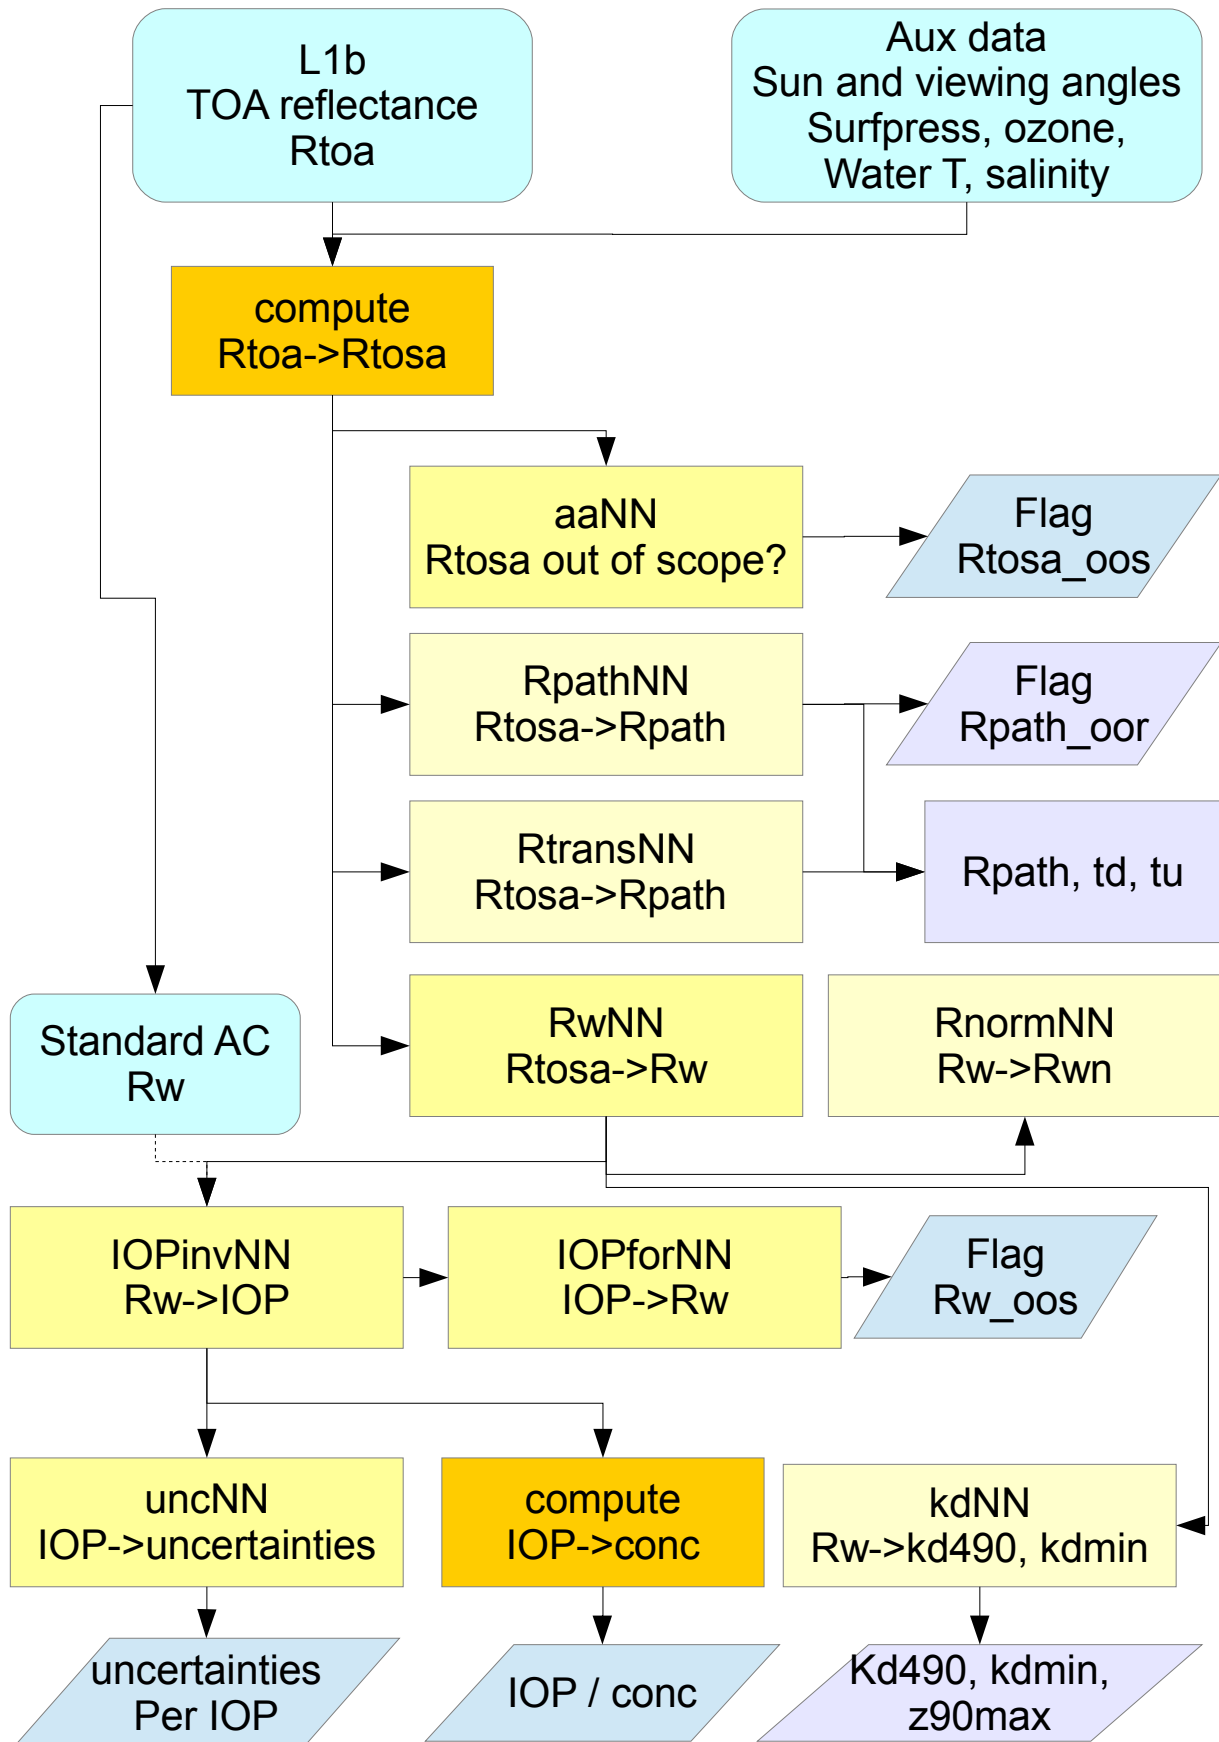 L1b
TOA reflectance
Rtoa
Aux data
Sun and viewing angles
Surfpress, ozone,
Water T, salinity
compute
Rtoa->Rtosa
aaNN
Rtosa out of scope?
Flag
Rtosa_oos
RpathNN
Rtosa->Rpath
Flag
Rpath_oor
RtransNN
Rtosa->Rpath
Rpath, td, tu
Standard AC
Rw
RwNN
Rtosa->Rw
RnormNN
Rw->Rwn
IOPinvNN
Rw->IOP
IOPforNN
IOP->Rw
Flag
Rw_oos
uncNN
IOP->uncertainties
compute
IOP->conc
kdNN
Rw->kd490, kdmin
uncertainties
Per IOP
IOP / conc
Kd490, kdmin,
z90max